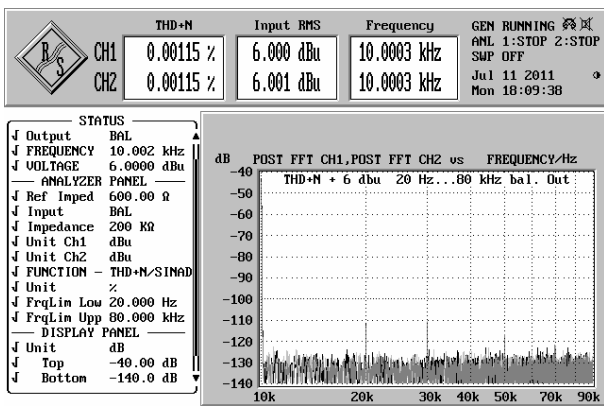 THD+N Input RMS Frequency
R S
CH1 0.00115 % 6.000 dBu 10.0003 kHz
CH2 0.00115 % 6.001 dBu 10.0003 kHz
GEN RUNNING
ANL 1:STOP 2:STOP
SWP OFF
Jul 11 2011
Mon 18:09:38
STATUS
Output BAL
FREQUENCY 10.002 kHz
VOLTAGE 6.0000 dBu
ANALYZER PANEL
Ref Imped 600.00 Ω
Input BAL
Impedance 200 KΩ
Unit Ch1 dBu
Unit Ch2 dBu
FUNCTION - THD+N/SINAD
Unit %
FrqLim Low 20.000 Hz
FrqLim Upp 80.000 kHz
DISPLAY PANEL
Unit dB
Top -40.00 dB
Bottom -140.0 dB
dB POST FFT CH1,POST FFT CH2 vs FREQUENCY/Hz
THD+N + 6 dbu 20 Hz...80 kHz bal. Out
-40
-50
-60
-70
-80
-90
-100
-110
-120
-130
-140
10k 20k 30k 40k 50k 70k 90k